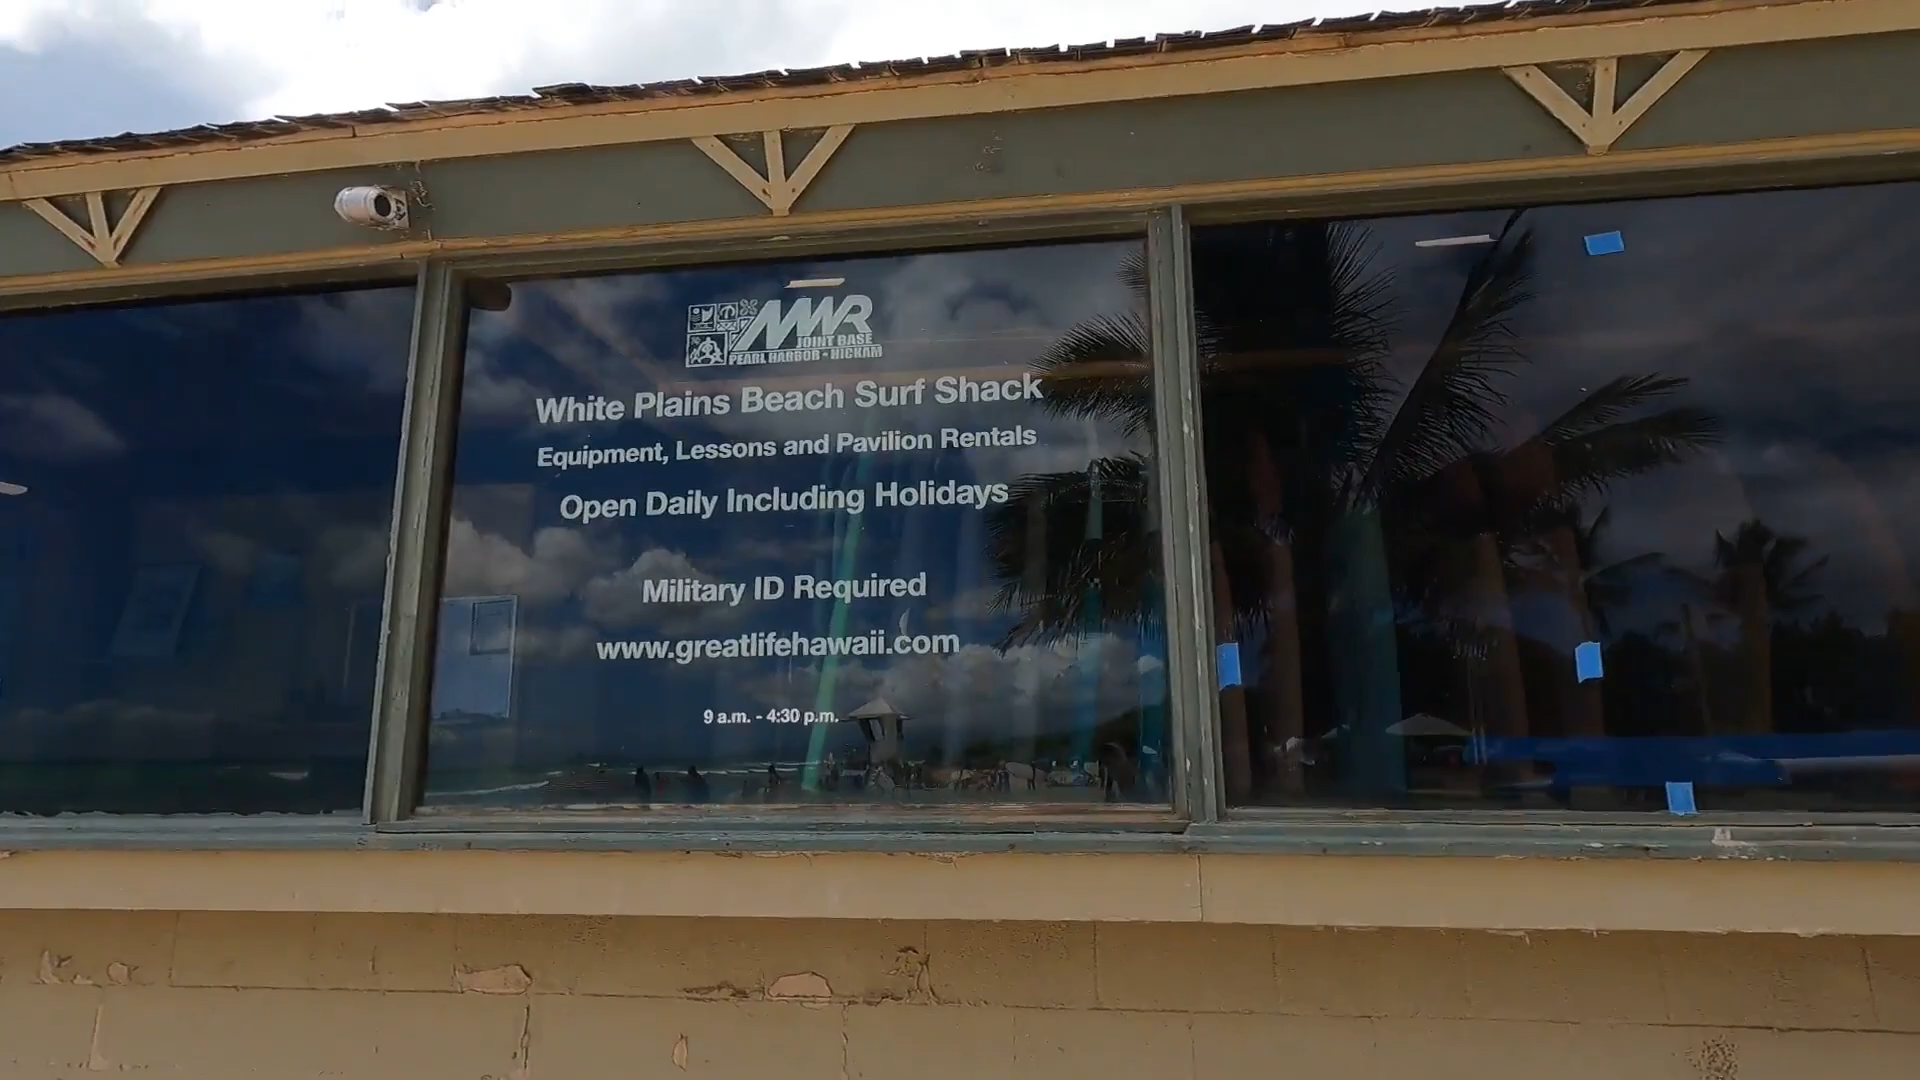 MWR
JOINT BASE
PEARL HARBOR - HICKAM
White Plains Beach Surf Shack
Equipment, Lessons and Pavilion Rentals
Open Daily Including Holidays
Military ID Required
www.greatlifehawaii.com
9 a.m. - 4:30 p.m.